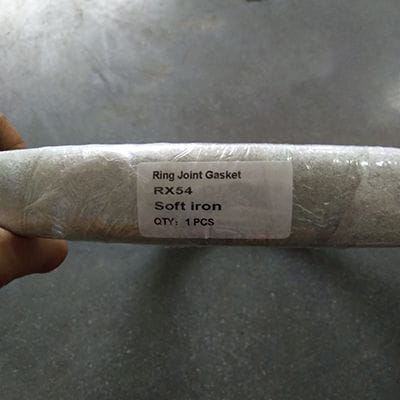 Ring Joint Gasket
RX54
Soft iron
QTY： 1 PCS